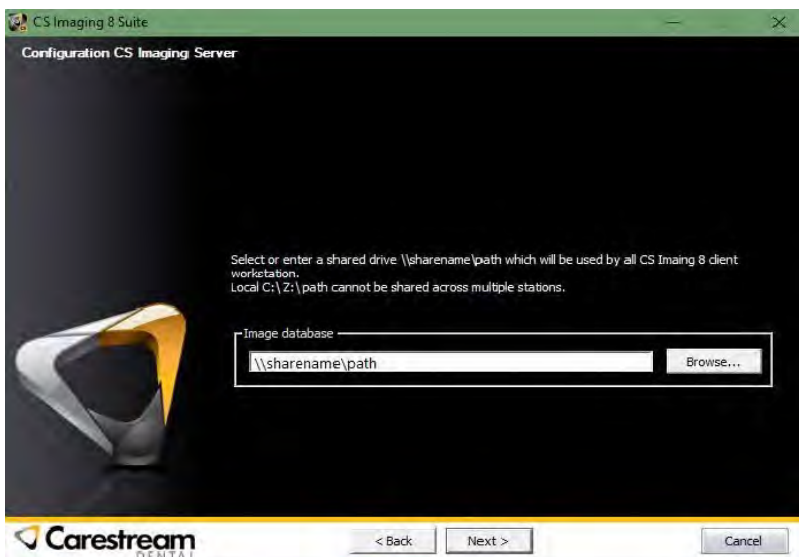 CS Imaging 8 Suite
Configuration CS Imaging Server
Select or enter a shared drive \\sharename\path which will be used by all CS Imaing 8 client
workstation.
Local C:\ Z:\ path cannot be shared across multiple stations.
Image database
\\sharename\path
Browse...
Carestream
DENTAL
< Back
Next >
Cancel